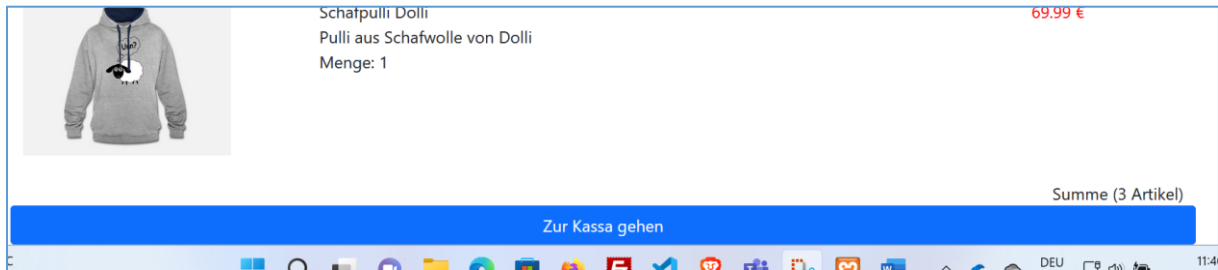 Schafpulli Dolli
69.99 €
Pulli aus Schafwolle von Dolli
Menge: 1
Summe (3 Artikel)
Zur Kassa gehen
DEU